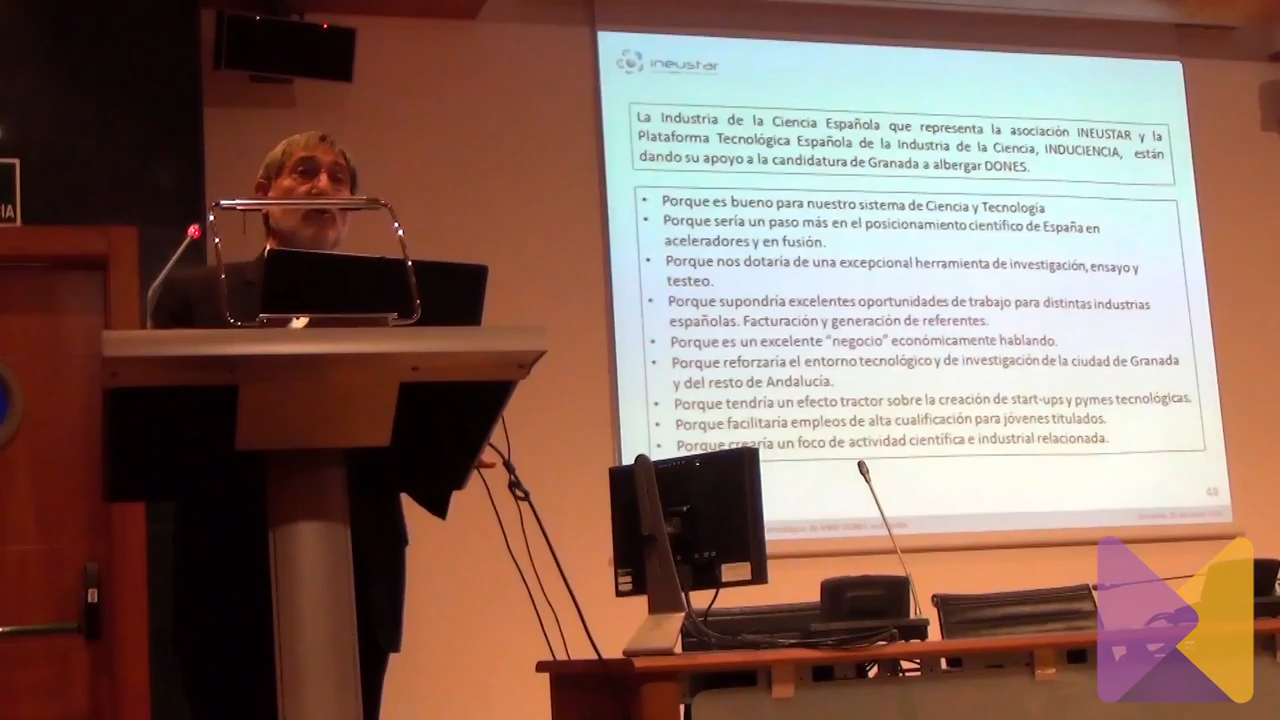 ineustar
La Industria de la Ciencia Española que representa la asociación INEUSTAR y la
Plataforma Tecnológica Española de la Industria de la Ciencia, INDUCIENCIA, están
dando su apoyo a la candidatura de Granada a albergar DONES.
• Porque es bueno para nuestro sistema de Ciencia y Tecnología
• Porque sería un paso más en el posicionamiento científico de España en
aceleradores y en fusión.
• Porque nos dotaría de una excepcional herramienta de investigación, ensayo y
testeo.
• Porque supondría excelentes oportunidades de trabajo para distintas industrias
españolas. Facturación y generación de referentes.
• Porque es un excelente “negocio” económicamente hablando.
• Porque reforzaría el entorno tecnológico y de investigación de la ciudad de Granada
y del resto de Andalucía.
• Porque tendría un efecto tractor sobre la creación de start-ups y pymes tecnológicas.
• Porque facilitaría empleos de alta cualificación para jóvenes titulados.
• Porque crearía un foco de actividad científica e industrial relacionada.
48
CIA